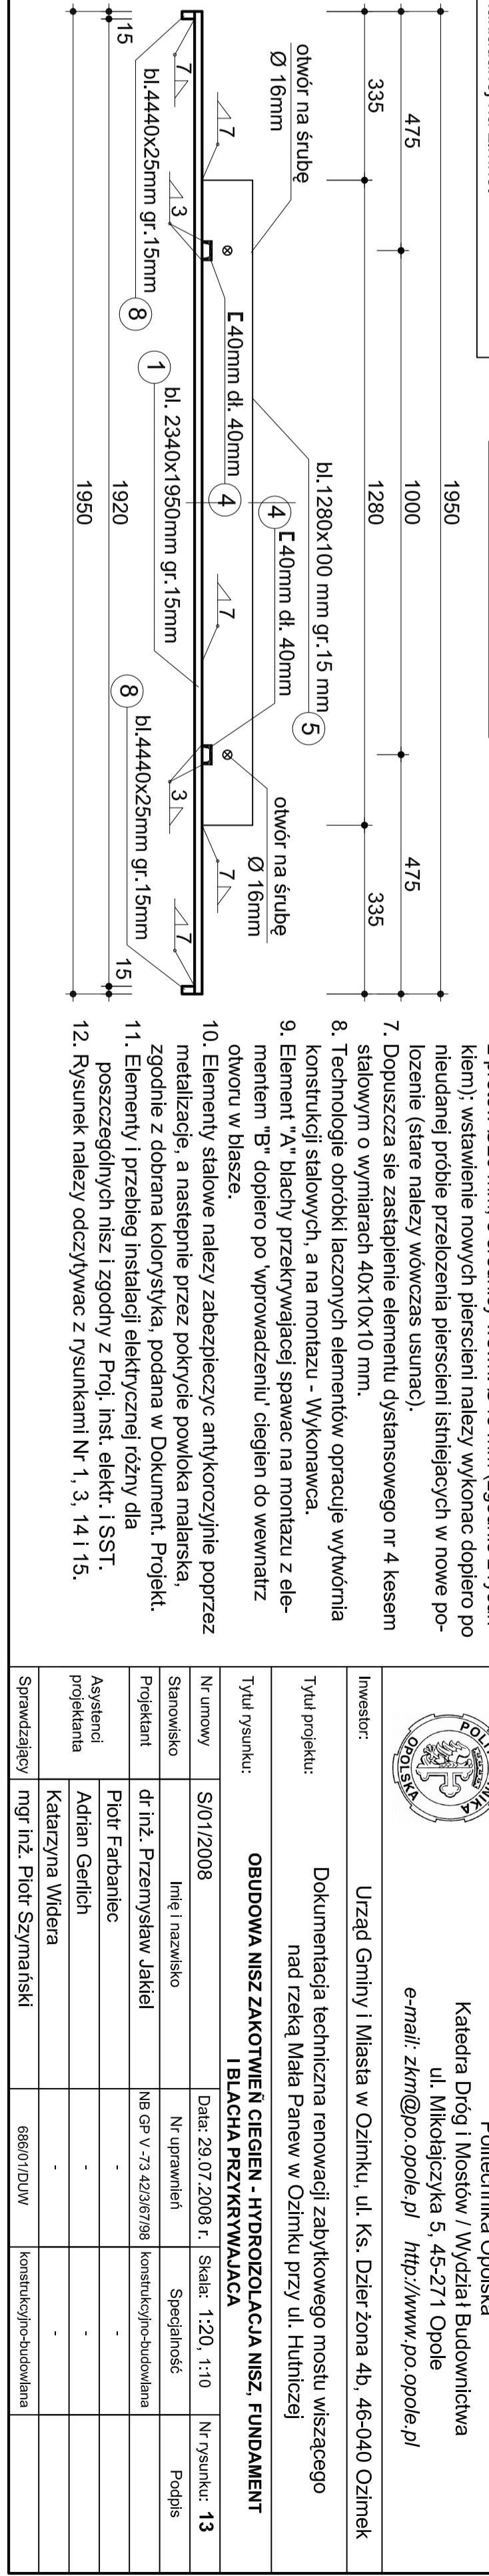 1950
475
1000
475
335
1280
335
otwór na śrubę
Ø 16mm
bl.1280x100 mm gr.15 mm
5
4
[40mm dł. 40mm
otwór na śrubę
Ø 16mm
7
[40mm dł. 40mm
4
7
7
7
3
3
7
1
bl. 2340x1950mm gr.15mm
bl.4440x25mm gr.15mm
8
8
bl.4440x25mm gr.15mm
15
1920
15
1950
kiem); wstawienie nowych pierscieni nalezy wykonac dopiero po
nieudanej próbie przelozenia pierscieni istniejacych w nowe po-
lozenie (stare nalezy wówczas usunac).
7. Dopuszcza sie zastąpienie elementu dystansowego nr 4 kesem
stalowym o wymiarach 40x10x10 mm.
8. Technologie obróbki laczonych elementów opracuje wytwórnia
konstrukcji stalowych, a na montazu - Wykonawca.
9. Element "A" blachy przekrywajacej spawac na montazu z ele-
mentem "B" dopiero po 'wprowadzeniu' ciegien do wewnatrz
otworu w blasze.
10. Elementy stalowe nalezy zabezpieczyc antykorozyjnie poprzez
metalizacje, a nastepnie przez pokrycie powloka malarska,
zgodnie z dobrana kolorystyka, podana w Dokument. Projekt.
11. Elementy i przebieg instalacji elektrycznej różny dla
poszczególnych nisz i zgodny z Proj. inst. elektr. i SST.
12. Rysunek nalezy odczytywac z rysunkami Nr 1, 3, 14 i 15.
POLITECHNIKA OPOLSKA
Politechnika Opolska
Katedra Dróg i Mostów / Wydział Budownictwa
ul. Mikołajczyka 5, 45-271 Opole
e-mail: zkm@po.opole.pl http://www.po.opole.pl
Inwestor: Urząd Gminy i Miasta w Ozimku, ul. Ks. Dzierżona 4b, 46-040 Ozimek
Tytuł projektu: Dokumentacja techniczna renowacji zabytkowego mostu wiszącego
nad rzeką Mała Panew w Ozimku przy ul. Hutniczej
Tytuł rysunku: OBUDOWA NISZ ZAKOTWIEŃ CIEGIEN - HYDROIZOLACJA NISZ, FUNDAMENT
I BLACHA PRZYKRYWAJACA
Nr umowy S/01/2008 Data: 29.07.2008 r. Skala: 1:20, 1:10 Nr rysunku: 13
Stanowisko Imię i nazwisko Nr uprawnień Specjalność Podpis
Projektant dr inż. Przemysław Jakiel NB GP V -73 42/3/67/98 konstrukcyjno-budowlana
Asystenci projektanta Piotr Farbaniec - -
Adrian Gerlich - -
Katarzyna Widera - -
Sprawdzający mgr inż. Piotr Szymański 686/01/DUW konstrukcyjno-budowlana